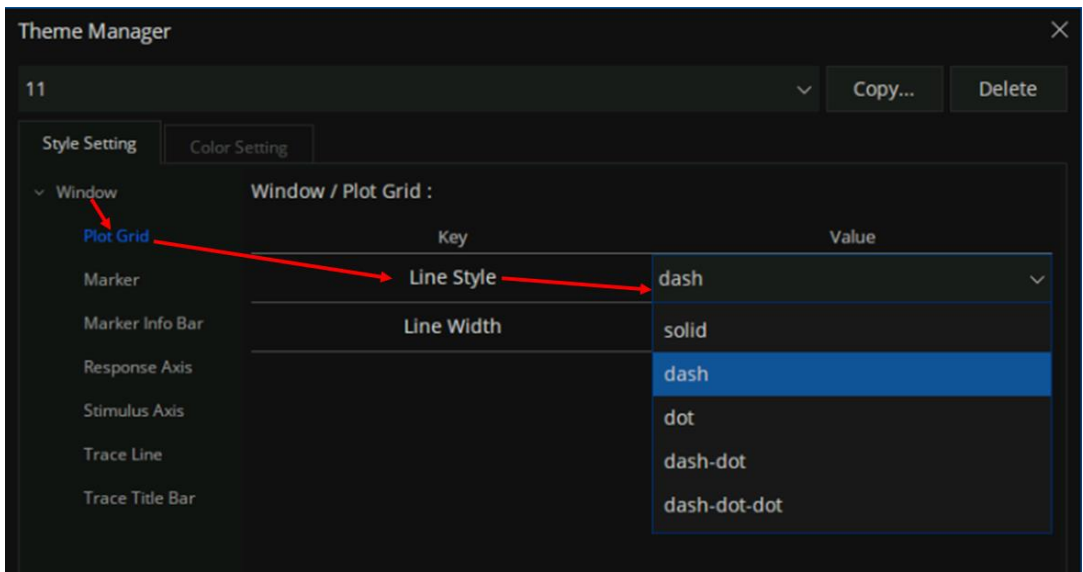 Theme Manager
11
Copy...
Delete
Style Setting
Color Setting
Window
Window / Plot Grid :
Plot Grid
Key
Value
Marker
Line Style
dash
Marker Info Bar
Line Width
solid
Response Axis
dash
Stimulus Axis
dot
Trace Line
dash-dot
Trace Title Bar
dash-dot-dot